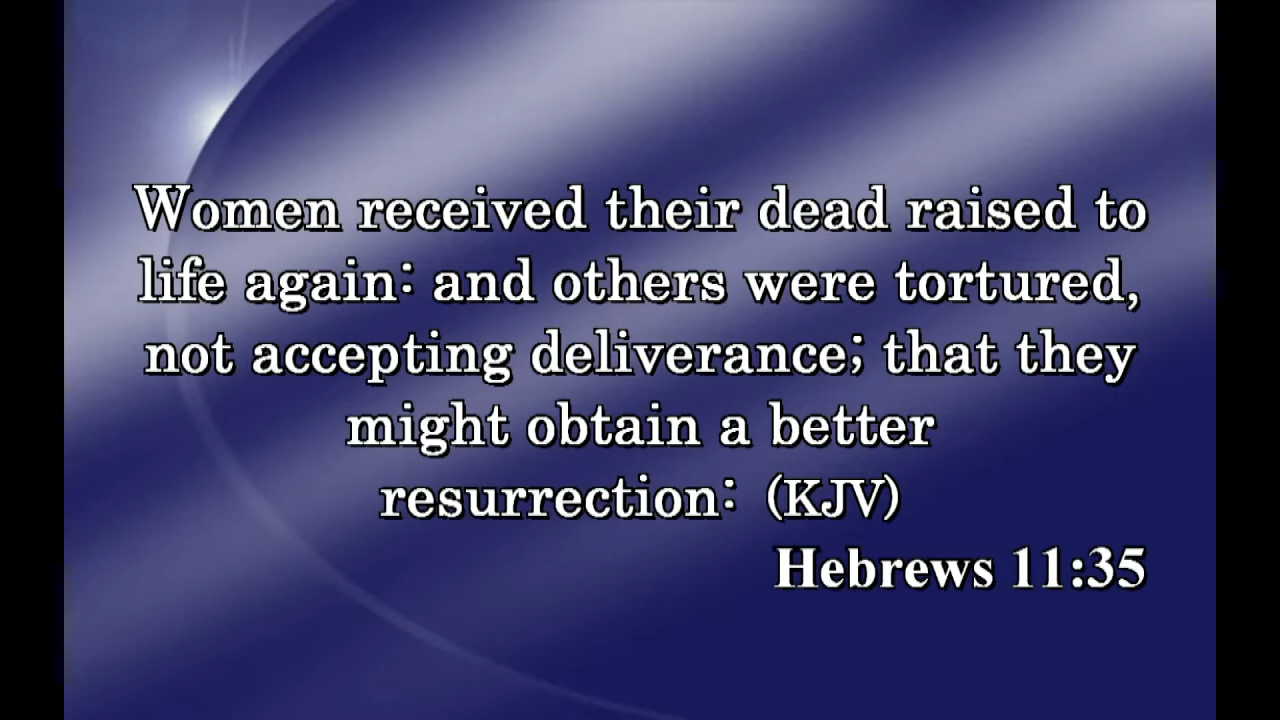 Women received their dead raised to
life again: and others were tortured,
not accepting deliverance; that they
might obtain a better
resurrection: (KJV)
Hebrews 11:35